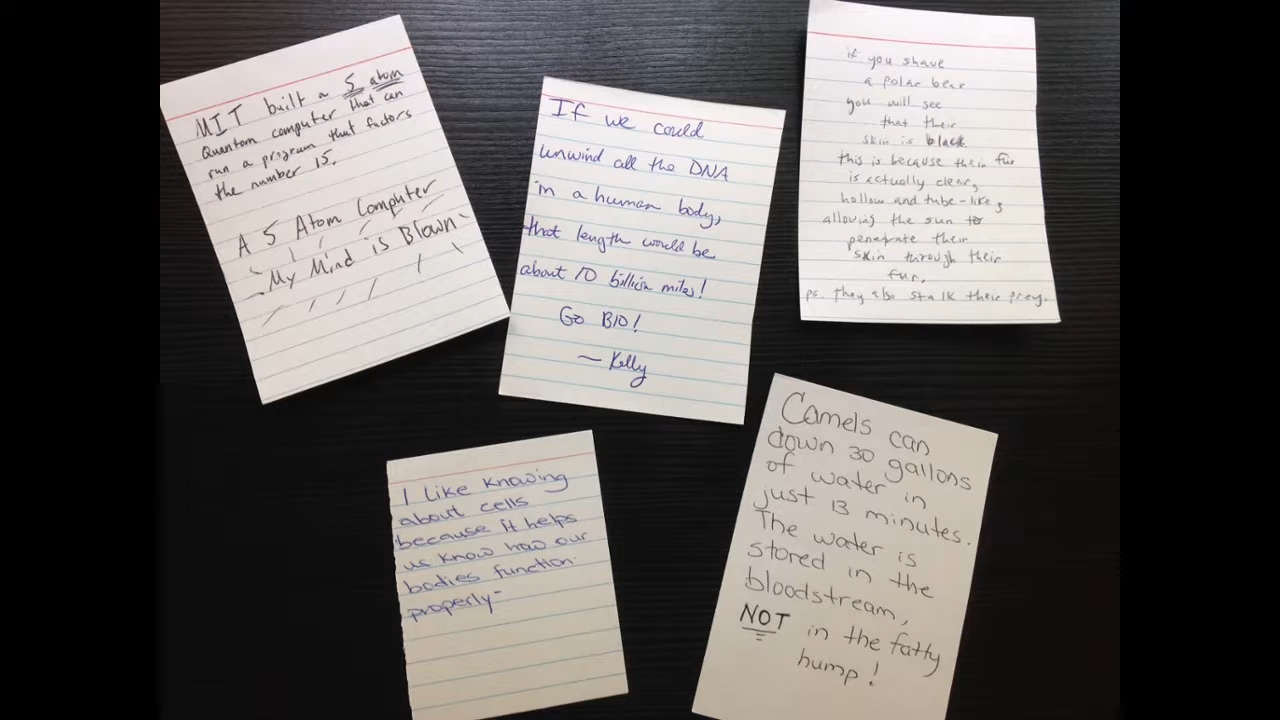 MIT built a 5 atom
Quantom computer that can
run a program that factors
the number 15.
A 5 Atom Computer
My Mind is Blown
If we could
unwind all the DNA
in a human body,
that length would be
about 10 billion miles!
Go BIO!
~ Kelly
if you shave
a polar bear
you will see
that their
skin is black
this is because their fur
is actually clear,
hollow and tube-like,
allowing the sun to
penetrate their
skin through their
fur.
ps. they also stalk their prey.
I like knowing
about cells
because it helps
us know how our
bodies function
properly-
Camels can
down 30 gallons
of water in
just 13 minutes.
The water is
stored in the
bloodstream,
NOT in the fatty
hump!